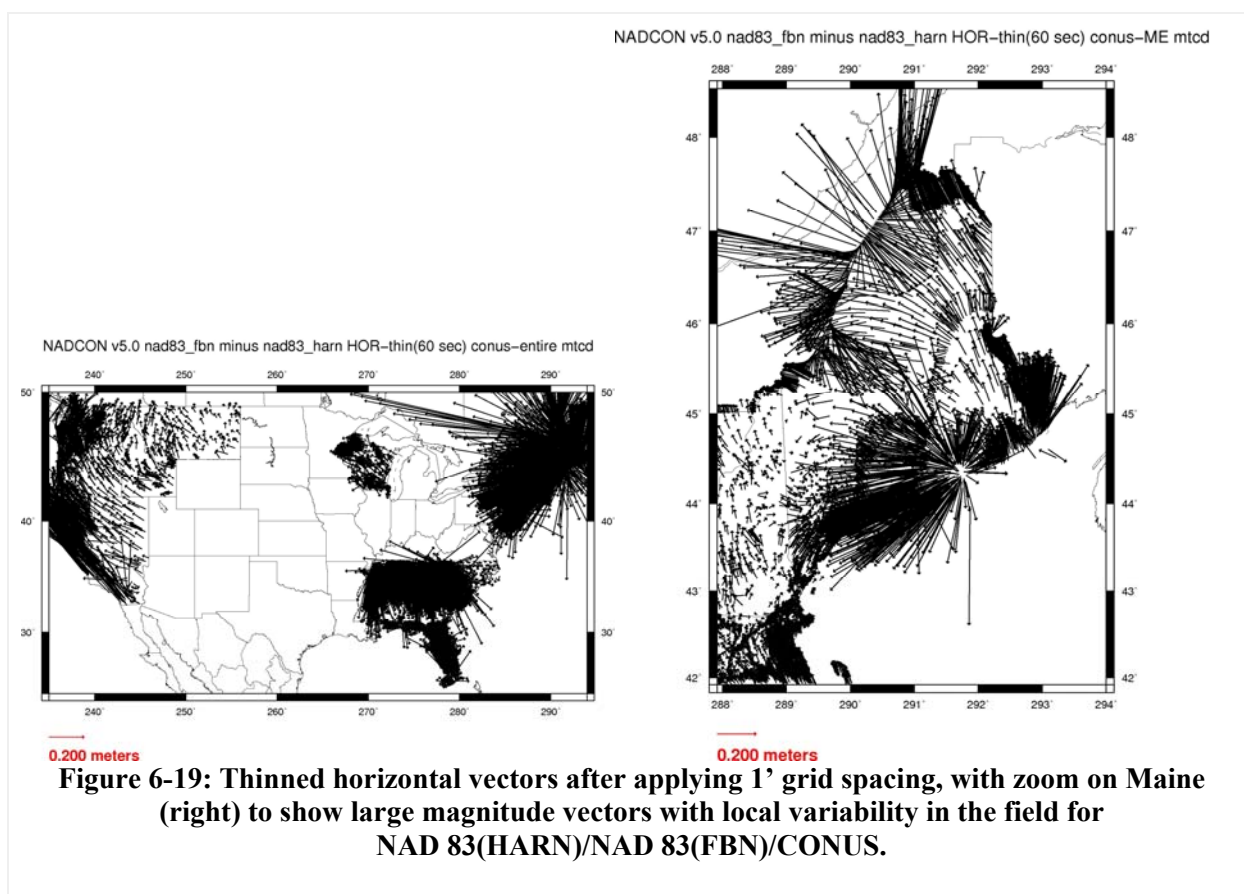 NADCON v5.0 nad83_fbn minus nad83_harn HOR-thin(60 sec) conus-ME mtcd
288° 289° 290° 291° 292° 293° 294°
48° 48°
47° 47°
46° 46°
45° 45°
44° 44°
43° 43°
42° 42°
288° 289° 290° 291° 292° 293° 294°
0.200 meters
NADCON v5.0 nad83_fbn minus nad83_harn HOR-thin(60 sec) conus-entire mtcd
240° 250° 260° 270° 280° 290°
50° 50°
40° 40°
30° 30°
240° 250° 260° 270° 280° 290°
0.200 meters
Figure 6-19: Thinned horizontal vectors after applying 1’ grid spacing, with zoom on Maine
(right) to show large magnitude vectors with local variability in the field for
NAD 83(HARN)/NAD 83(FBN)/CONUS.